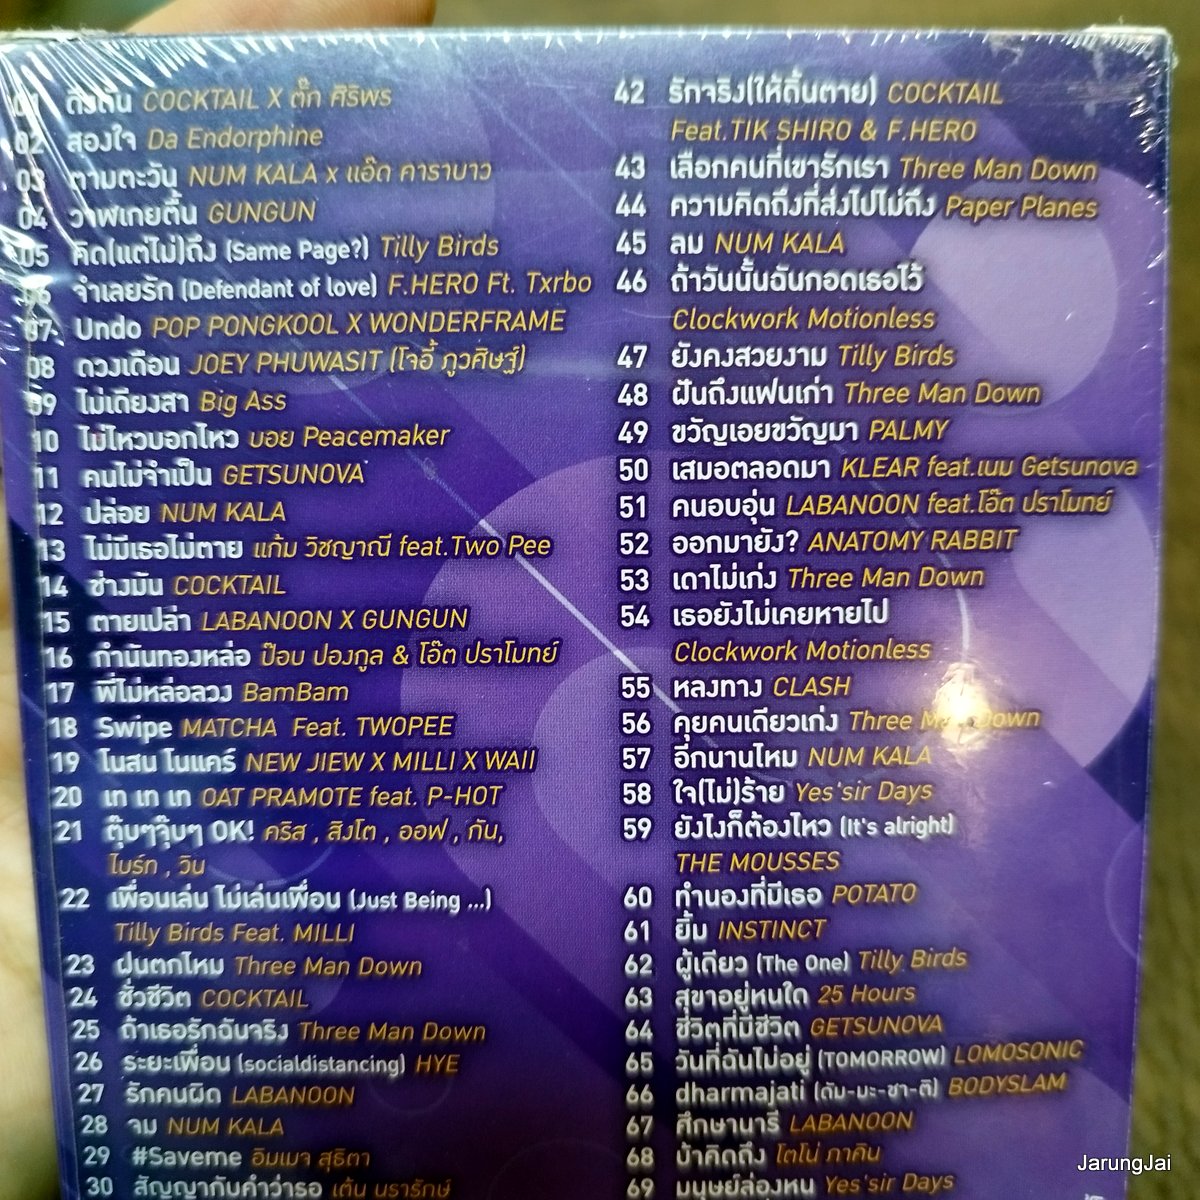 01 ดึงดัน COCKTAIL X ตั๊ก ศิริพร
02 สองใจ Da Endorphine
03 ตามตะวัน NUM KALA x แอ๊ด คาราบาว
04 วาฬเกยตื้น GUNGUN
05 คิด(แต่ไม่)ถึง (Same Page?) Tilly Birds
06 จำเลยรัก (Defendant of love) F.HERO Ft. Txrbo
07 Undo POP PONGKOOL X WONDERFRAME
08 ดวงเดือน JOEY PHUWASIT (โจอี้ ภูวศิษฐ์)
09 ไม่เดียงสา Big Ass
10 ไม่ไหวบอกไหว บอย Peacemaker
11 คนไม่จำเป็น GETSUNOVA
12 ปล่อย NUM KALA
13 ไม่มีเธอไม่ตาย แก้ม วิชญาณี feat.Two Pee
14 ช่างมัน COCKTAIL
15 ตายเปล่า LABANOON X GUNGUN
16 กำนันทองหล่อ ป๊อบ ปองกูล & โอ๊ต ปราโมทย์
17 พี่ไม่หล่อลวง BamBam
18 Swipe MATCHA Feat. TWOPEE
19 โนสน โนแคร์ NEW JIEW X MILLI X WAII
20 เท เท เท OAT PRAMOTE feat. P-HOT
21 ตุ๊บๆจุ๊บๆ OK! คริส , สิงโต , ออฟ , กัน,
ไบร์ท , วิน
22 เพื่อนเล่น ไม่เล่นเพื่อน (Just Being ...)
Tilly Birds Feat. MILLI
23 ฝนตกไหม Three Man Down
24 ชั่วชีวิต COCKTAIL
25 ถ้าเธอรักฉันจริง Three Man Down
26 ระยะเพื่อน (socialdistancing) HYE
27 รักคนผิด LABANOON
28 จม NUM KALA
29 #Saveme อิมเมจ สุธิตา
30 สัญญากับคำว่ารอ เต้น นรารักษ์
42 รักจริง(ให้ดิ้นตาย) COCKTAIL
Feat.TIK SHIRO & F.HERO
43 เลือกคนที่เขารักเรา Three Man Down
44 ความคิดถึงที่ส่งไปไม่ถึง Paper Planes
45 ลม NUM KALA
46 ถ้าวันนั้นฉันกอดเธอไว้
Clockwork Motionless
47 ยังคงสวยงาม Tilly Birds
48 ฝันถึงแฟนเก่า Three Man Down
49 ขวัญเอยขวัญมา PALMY
50 เสมอตลอดมา KLEAR feat.เนม Getsunova
51 คนอบอุ่น LABANOON feat.โอ๊ต ปราโมทย์
52 ออกมายัง? ANATOMY RABBIT
53 เดาไม่เก่ง Three Man Down
54 เธอยังไม่เคยหายไป
Clockwork Motionless
55 หลงทาง CLASH
56 คุยคนเดียวเก่ง Three Man Down
57 อีกนานไหม NUM KALA
58 ใจ(ไม่)ร้าย Yes'sir Days
59 ยังไงก็ต้องไหว (It's alright)
THE MOUSSES
60 ทำนองที่มีเธอ POTATO
61 ยิ้ม INSTINCT
62 ผู้เดียว (The One) Tilly Birds
63 สุขาอยู่หนใด 25 Hours
64 ชีวิตที่มีชีวิต GETSUNOVA
65 วันที่ฉันไม่อยู่ (TOMORROW) LOMOSONIC
66 dharmajati (ดัม-มะ-ชา-ติ) BODYSLAM
67 ศึกษานารี LABANOON
68 บ้าคิดถึง โตโน่ ภาคิน
69 มนุษย์ล่องหน Yes'sir Days
JarungJai